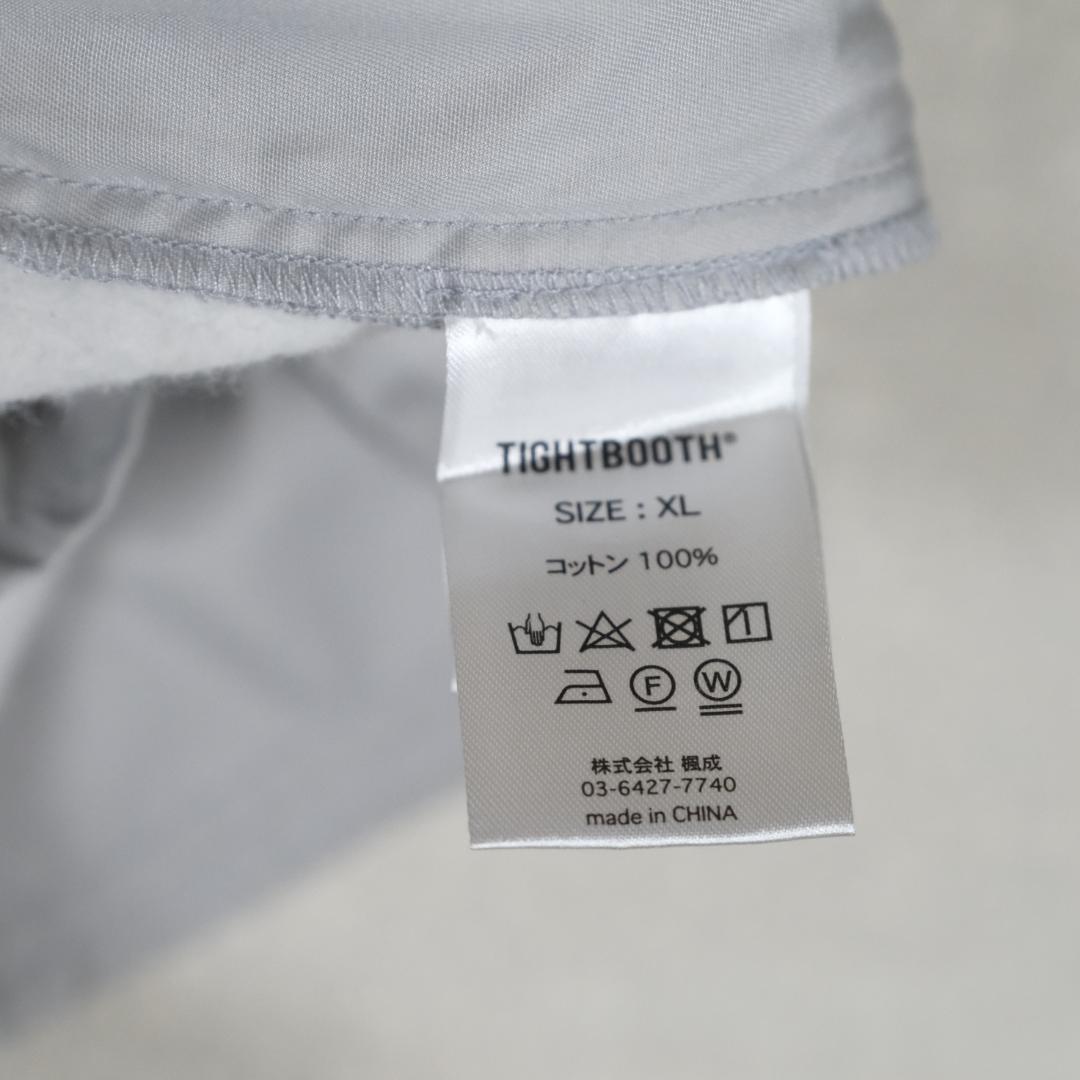 TIGHTBOOTH®
SIZE : XL
コットン 100%
F W
株式会社 楓成
03-6427-7740
made in CHINA